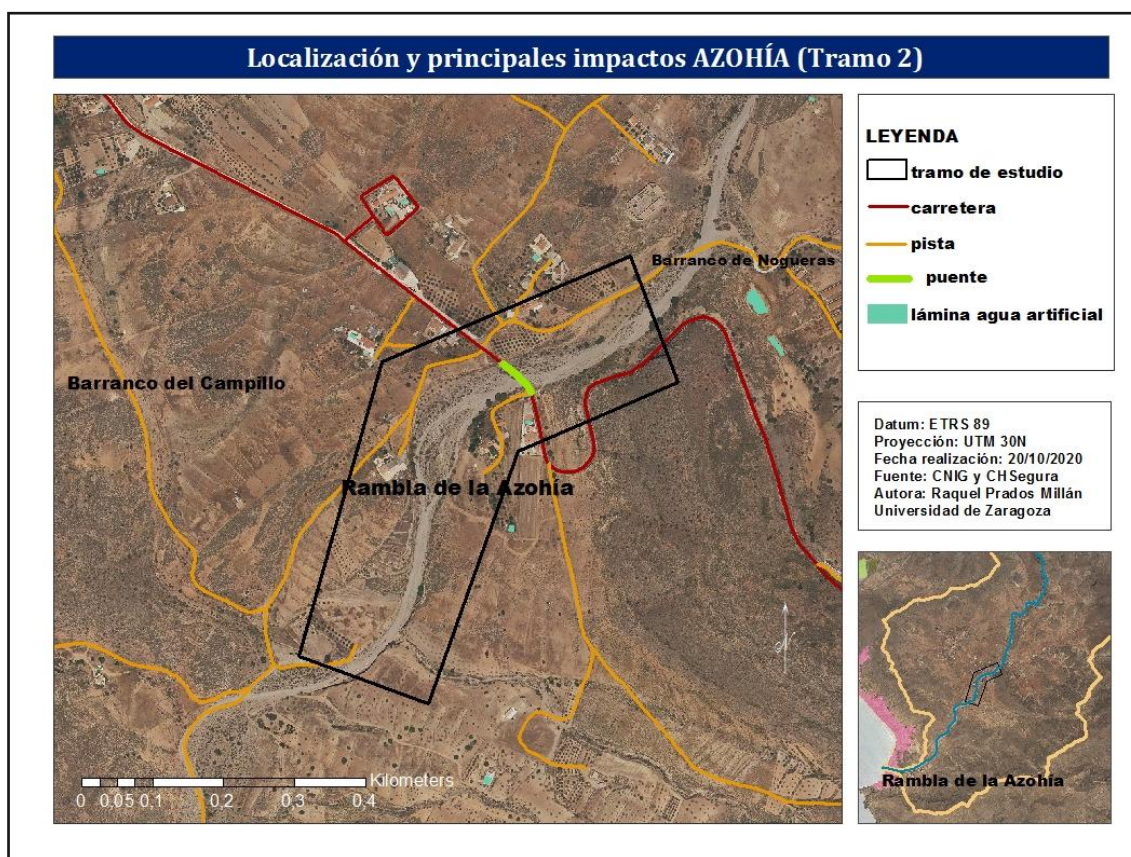 Localización y principales impactos AZOHÍA (Tramo 2)
Barranco de Nogueras
Barranco del Campillo
Rambla de la Azohía
Kilometers
0 0.05 0.1 0.2 0.3 0.4
LEYENDA
tramo de estudio
carretera
pista
puente
lámina agua artificial
Datum: ETRS 89
Proyección: UTM 30N
Fecha realización: 20/10/2020
Fuente: CNIG y CHSegura
Autora: Raquel Prados Millán
Universidad de Zaragoza
Rambla de la Azohía